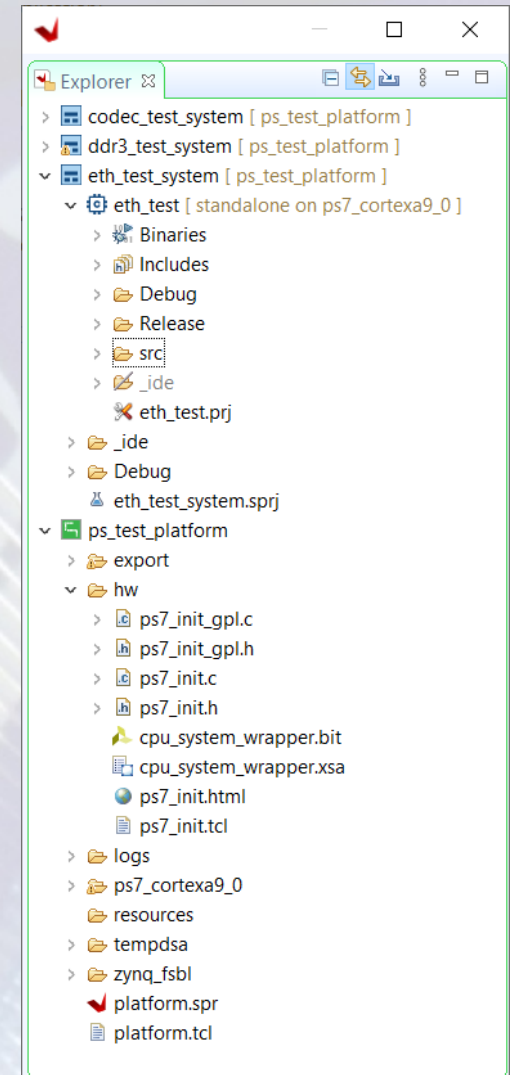 Explorer
codec_test_system [ ps_test_platform ]
ddr3_test_system [ ps_test_platform ]
eth_test_system [ ps_test_platform ]
eth_test [ standalone on ps7_cortexa9_0 ]
Binaries
Includes
Debug
Release
src
_ide
eth_test.prj
_ide
Debug
eth_test_system.sprj
ps_test_platform
export
hw
ps7_init_gpl.c
ps7_init_gpl.h
ps7_init.c
ps7_init.h
cpu_system_wrapper.bit
cpu_system_wrapper.xsa
ps7_init.html
ps7_init.tcl
logs
ps7_cortexa9_0
resources
tempdsa
zynq_fsbl
platform.spr
platform.tcl